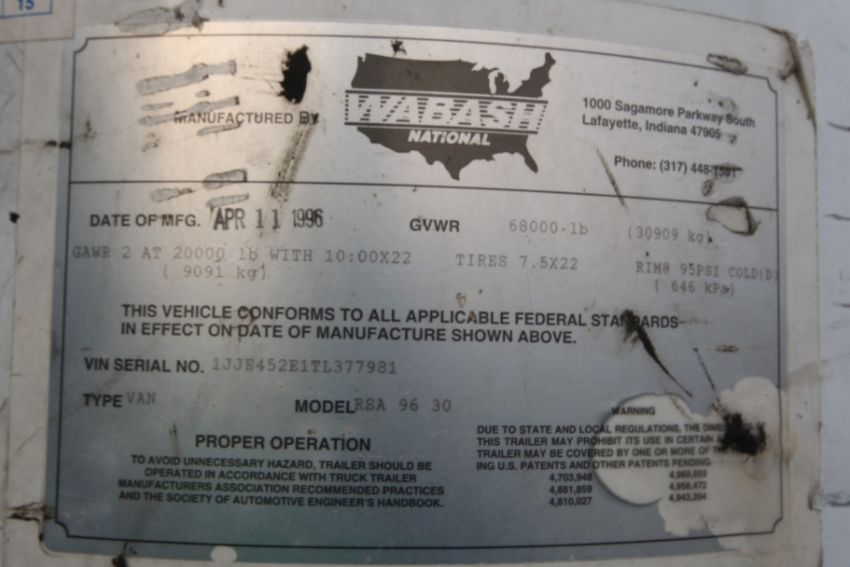 15
MANUFACTURED BY
WABASH
NATIONAL
1000 Sagamore Parkway South
Lafayette, Indiana 47905
Phone: (317) 448-1591
DATE OF MFG. APR 11 1996 GVWR 68000-lb (30909 kg)
GAWR 2 AT 20000 lb WITH 10:00X22 TIRES 7.5X22 RIM@ 95PSI COLD(D)
( 9091 kg) ( 646 kPa)
THIS VEHICLE CONFORMS TO ALL APPLICABLE FEDERAL STANDARDS
IN EFFECT ON DATE OF MANUFACTURE SHOWN ABOVE.
VIN SERIAL NO. 1JJE452E1TL377981
TYPE VAN MODEL RSA 96 30
PROPER OPERATION
TO AVOID UNNECESSARY HAZARD, TRAILER SHOULD BE
OPERATED IN ACCORDANCE WITH TRUCK TRAILER
MANUFACTURERS ASSOCIATION RECOMMENDED PRACTICES
AND THE SOCIETY OF AUTOMOTIVE ENGINEER'S HANDBOOK.
WARNING
DUE TO STATE AND LOCAL REGULATIONS, THE
THIS TRAILER MAY PROHIBIT ITS USE IN CERTAIN
TRAILER MAY BE COVERED BY ONE OR MORE OF THE
ING U.S. PATENTS AND OTHER PATENTS PENDING.
4,703,948 4,969,659
4,881,859 4,958,472
4,810,027 4,943,204